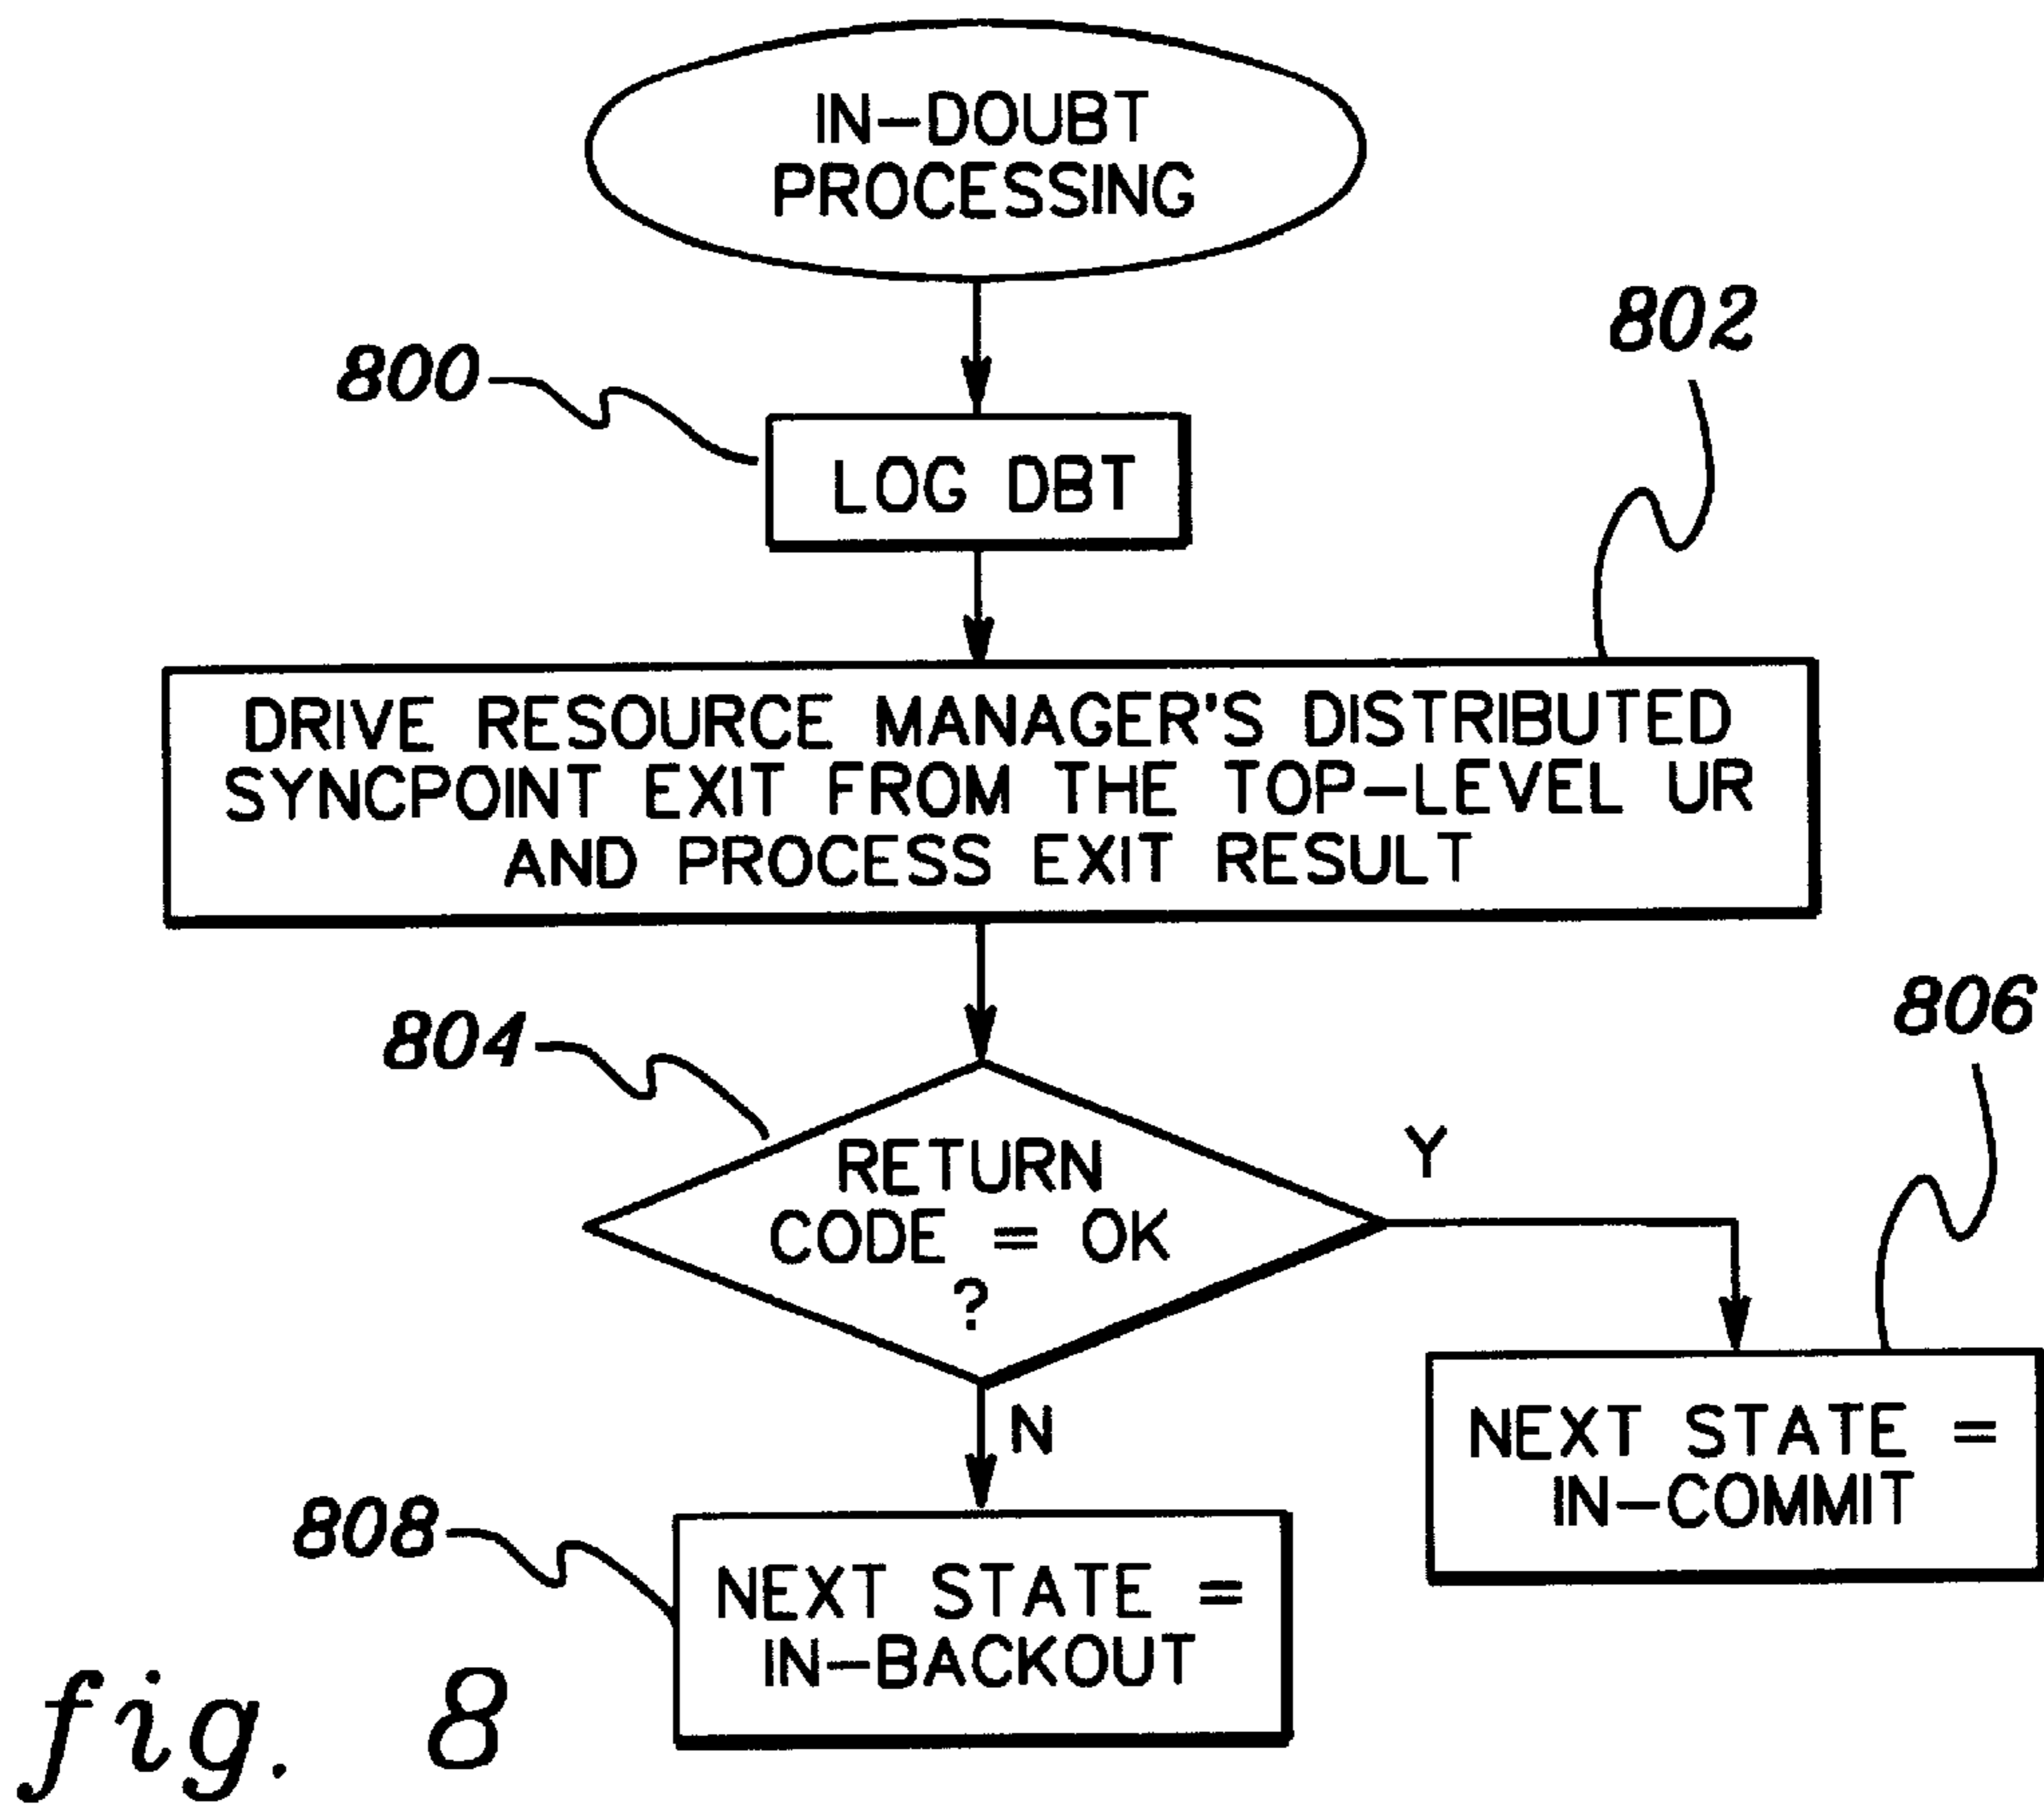 IN-DOUBT
PROCESSING
800
802
LOG DBT
DRIVE RESOURCE MANAGER'S DISTRIBUTED
SYNCPOINT EXIT FROM THE TOP-LEVEL UR
AND PROCESS EXIT RESULT
804
806
RETURN
CODE = OK
?
Y
N
NEXT STATE =
IN-COMMIT
808
NEXT STATE =
IN-BACKOUT
fig. 8